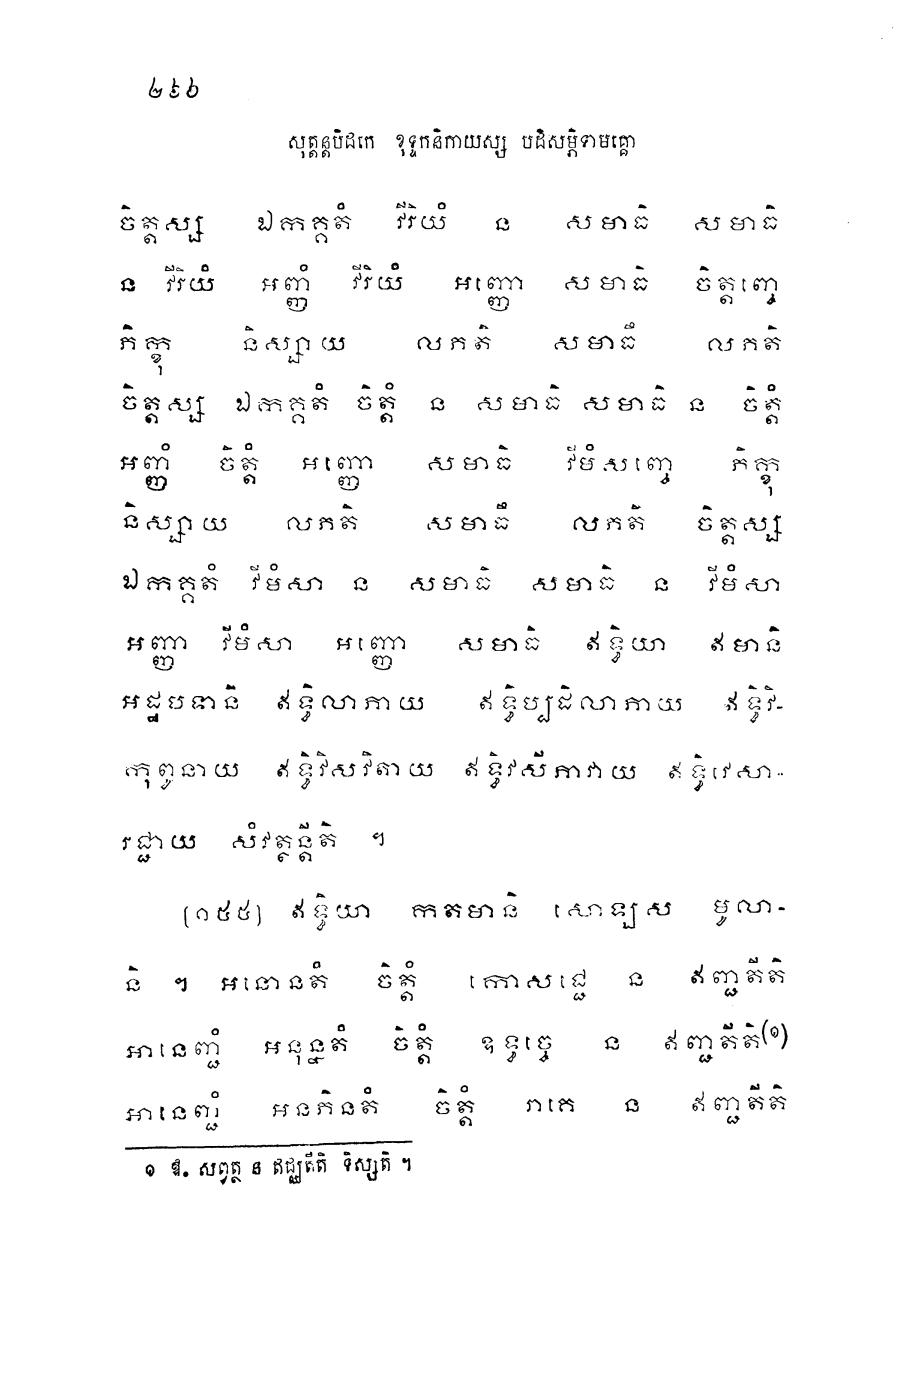 ២៩៦
សុត្តន្តបិដកេ ខុទ្ទកនិកាយស្ស បដិសម្ភិទាមគ្គោ
ចិត្តស្ស ឯកគ្គតំ វីរិយំ ន សមាធិ សមាធិ
ន វីរិយំ អញ្ញំ វីរិយំ អញ្ញោ សមាធិ ចិត្តញ្ចេ
ភិក្ខុ និស្សាយ លភតិ សមាធឹ លភតិ
ចិត្តស្ស ឯកគ្គតំ ចិត្តំ ន សមាធិ សមាធិ ន ចិត្តំ
អញ្ញំ ចិត្តំ អញ្ញោ សមាធិ វីមំសញ្ចេ ភិក្ខុ
និស្សាយ លភតិ សមាធឹ លភតិ ចិត្តស្ស
ឯកគ្គតំ វីមំសា ន សមាធិ សមាធិ ន វីមំសា
អញ្ញា វីមំសា អញ្ញោ សមាធិ ឥទ្ធិយា ឥមានិ
អដ្ឋបទានិ ឥទ្ធិលាភាយ ឥទ្ធិប្បដិលាភាយ ឥទ្ធិវិ-
កុព្វនាយ ឥទ្ធិវិសវិតាយ ឥទ្ធិវសីភាវាយ ឥទ្ធិវេសា-
រជ្ជាយ សំវត្តន្តីតិ ។
(១៥៥) ឥទ្ធិយា កតមានិ សោឡស មូលា-
និ ។ អនោនតំ ចិត្តំ កោសជ្ជេ ន ឥញ្ជតីតិ
អានេញ្ជំ អនុន្នតំ ចិត្តំ ឧទ្ធច្ចេ ន ឥញ្ជតីតិ(១)
អានេញ្ជំ អនភិនតំ ចិត្តំ រាគេ ន ឥញ្ជតីតិ
១ ឱ. សព្វត្ថ ន ឥជ្ឈតីតិ ទិស្សតិ ។